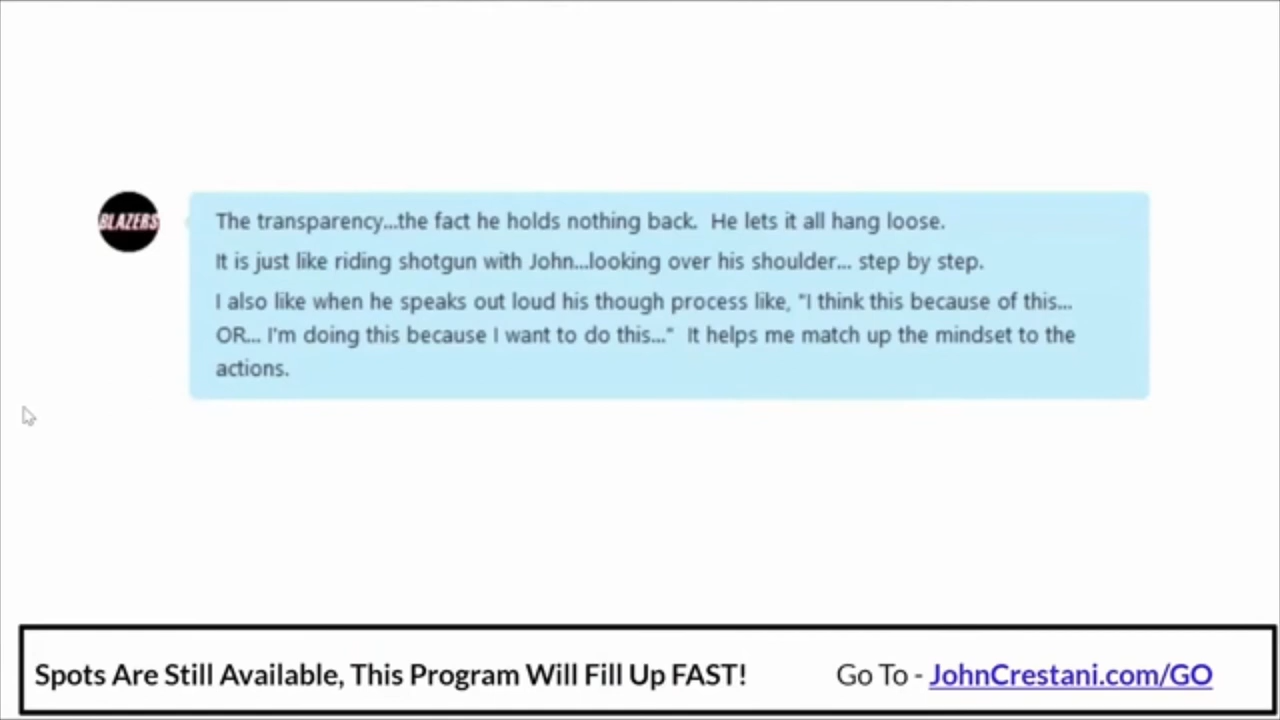 BLAZERS
The transparency...the fact he holds nothing back.  He lets it all hang loose.
It is just like riding shotgun with John...looking over his shoulder... step by step.
I also like when he speaks out loud his though process like, "I think this because of this...
OR... I'm doing this because I want to do this..."  It helps me match up the mindset to the
actions.
Spots Are Still Available, This Program Will Fill Up FAST!
Go To - JohnCrestani.com/GO